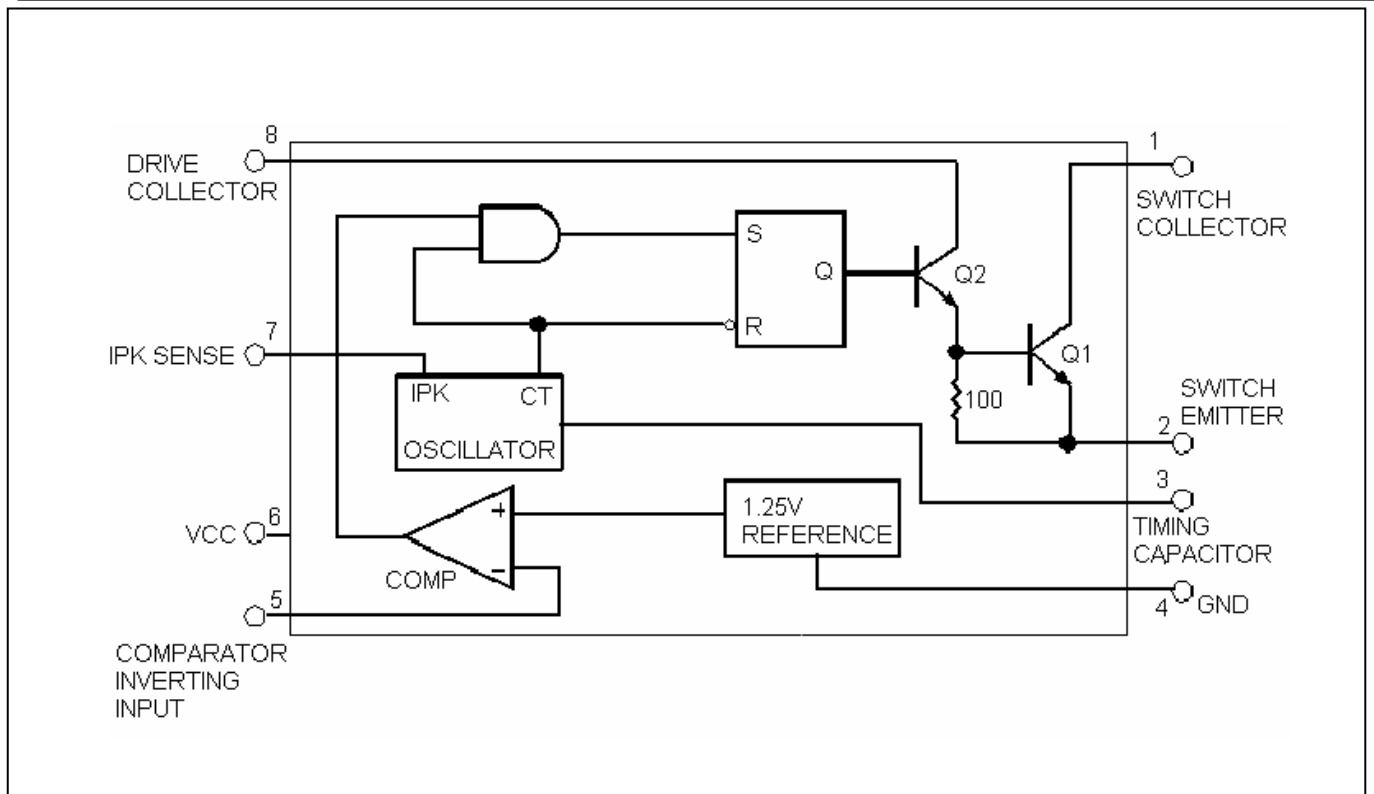 8
DRIVE
COLLECTOR
1
SWITCH
COLLECTOR
S
Q
R
Q2
7
IPK SENSE
IPK
CT
OSCILLATOR
Q1
100
SWITCH
EMITTER
2
3
TIMING
CAPACITOR
1.25V
REFERENCE
+
-
COMP
6
VCC
5
4
GND
COMPARATOR
INVERTING
INPUT